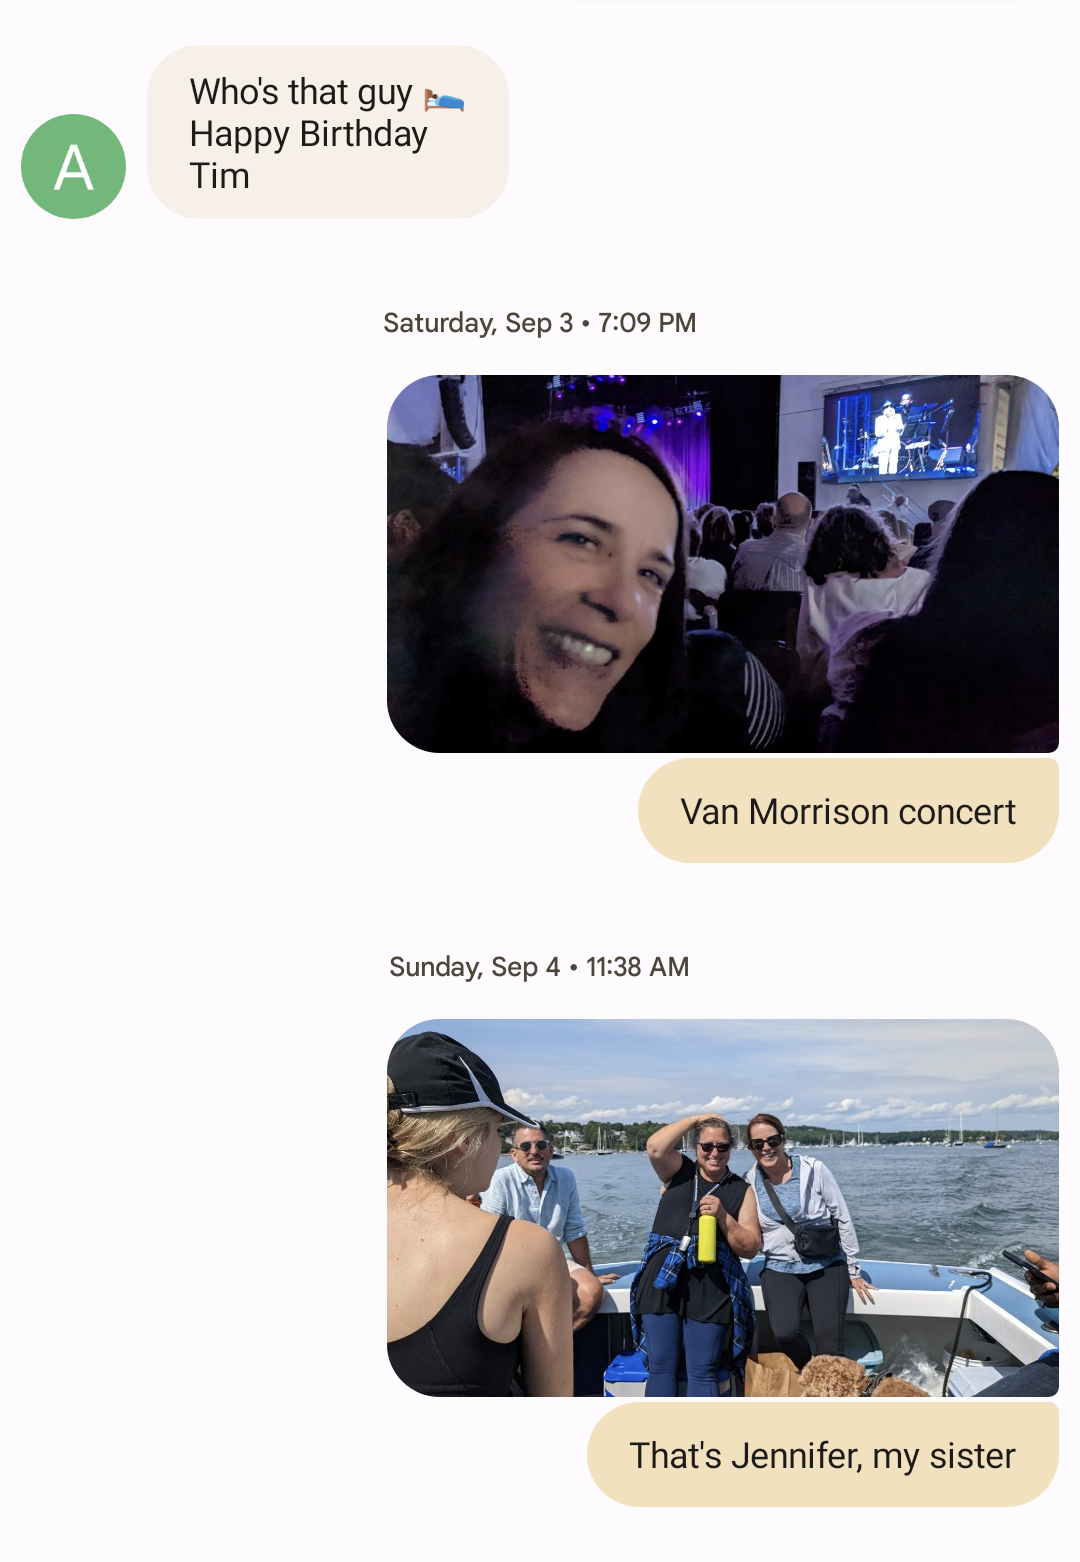 Who's that guy 🛌
Happy Birthday
Tim
A
Saturday, Sep 3 • 7:09 PM
Van Morrison concert
Sunday, Sep 4 • 11:38 AM
That's Jennifer, my sister